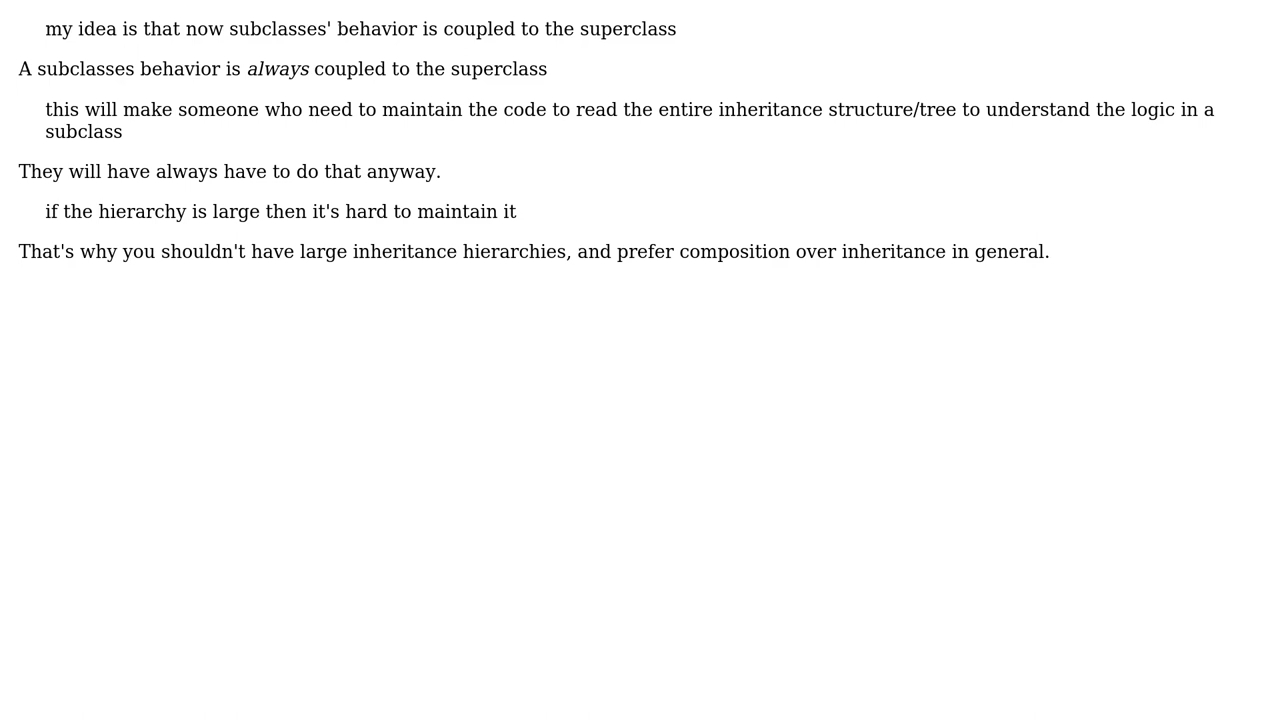 my idea is that now subclasses' behavior is coupled to the superclass
A subclasses behavior is always coupled to the superclass
this will make someone who need to maintain the code to read the entire inheritance structure/tree to understand the logic in a
subclass
They will have always have to do that anyway.
if the hierarchy is large then it's hard to maintain it
That's why you shouldn't have large inheritance hierarchies, and prefer composition over inheritance in general.